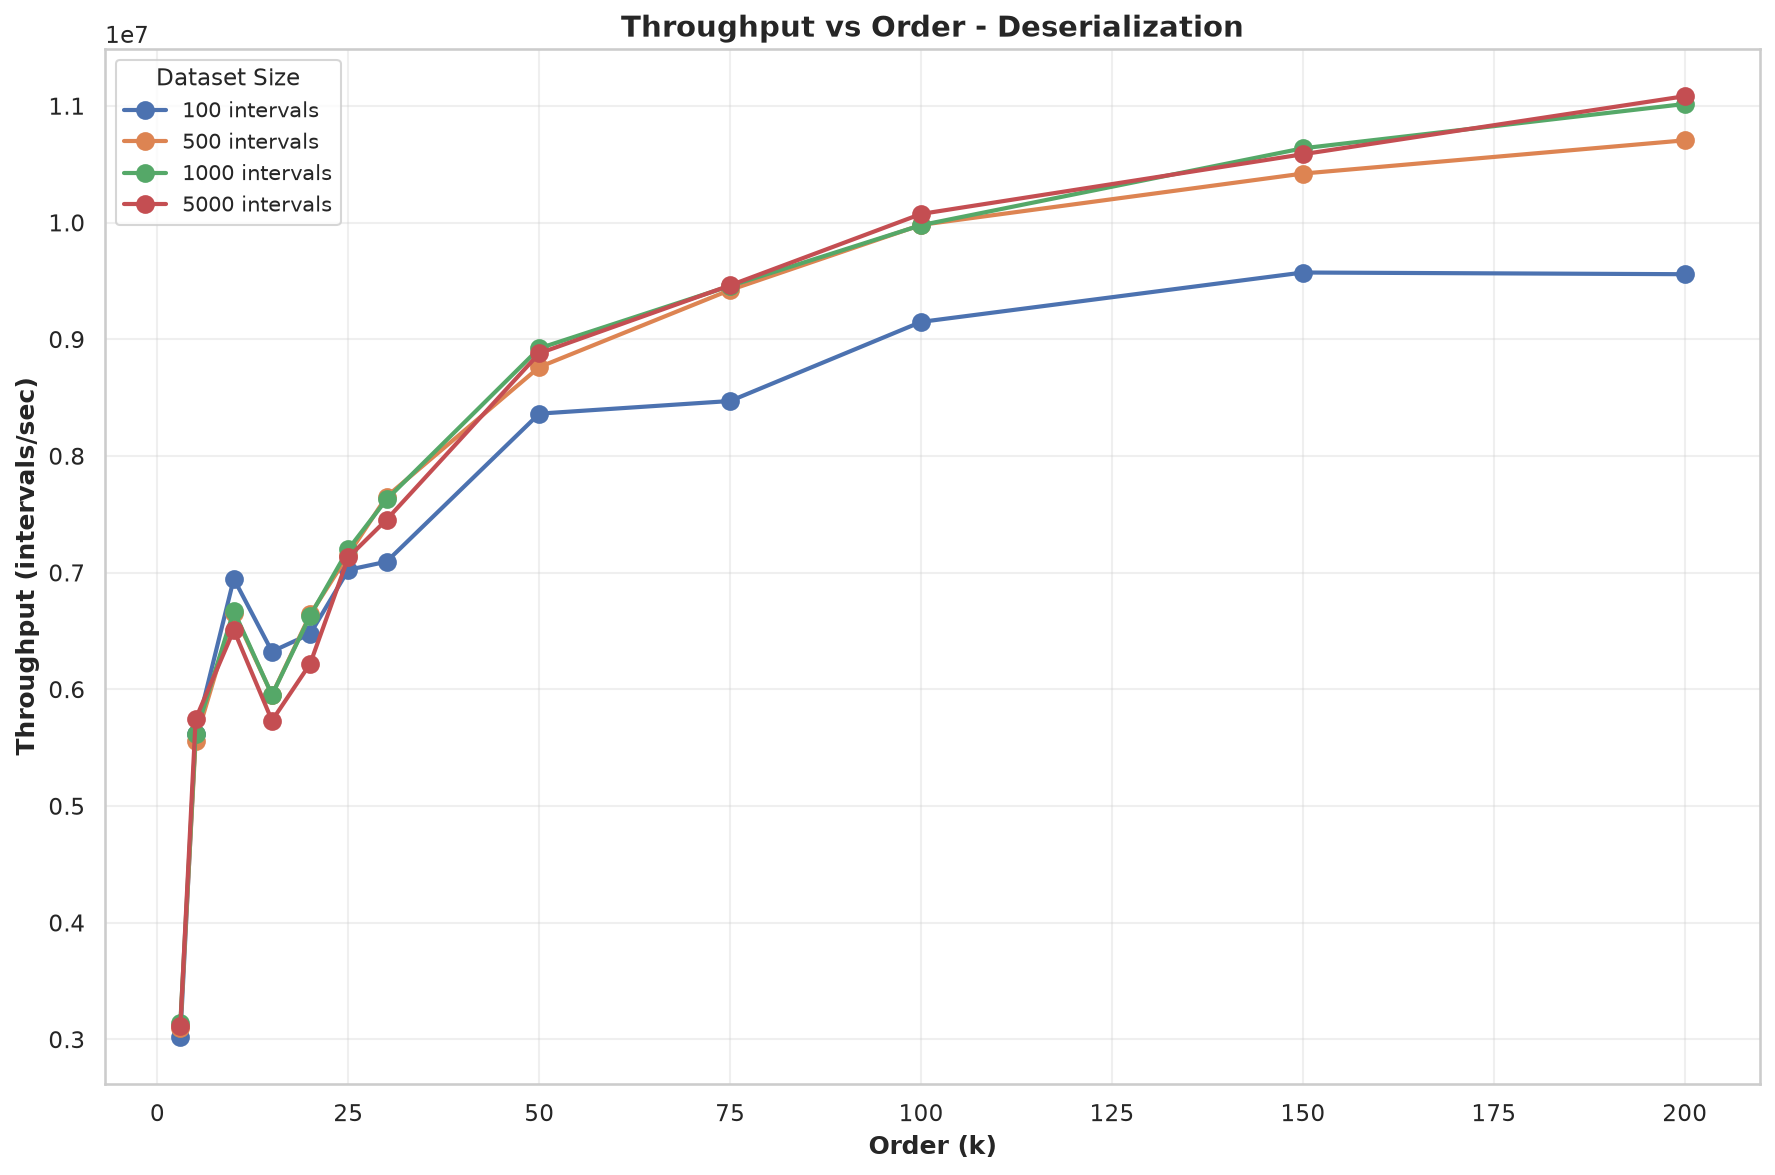 Throughput vs Order - Deserialization
1e7
Dataset Size
100 intervals
500 intervals
1000 intervals
5000 intervals
1.1
1.0
0.9
0.8
0.7
0.6
0.5
0.4
0.3
Throughput (intervals/sec)
0 25 50 75 100 125 150 175 200
Order (k)